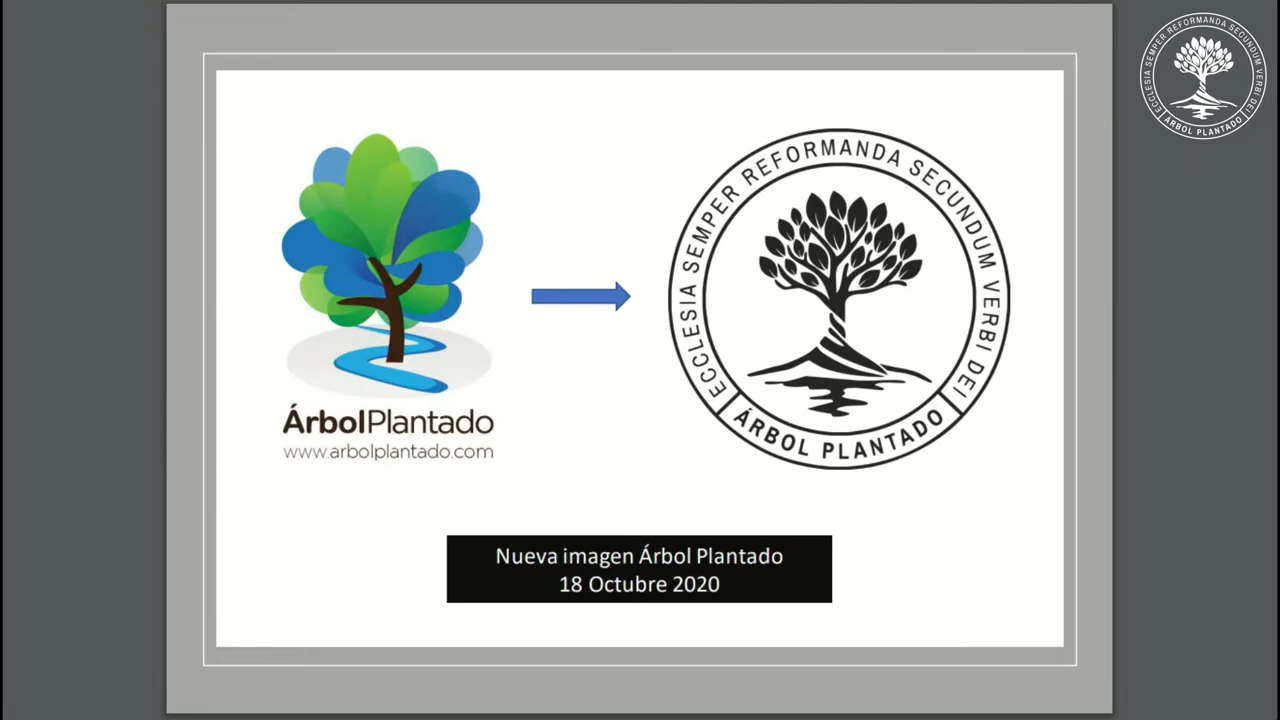 ECCLESIA SEMPER REFORMANDA SECUNDUM VERBI DEI
ÁRBOL PLANTADO
ÁrbolPlantado
www.arbolplantado.com
ECCLESIA SEMPER REFORMANDA SECUNDUM VERBI DEI
ÁRBOL PLANTADO
Nueva imagen Árbol Plantado
18 Octubre 2020